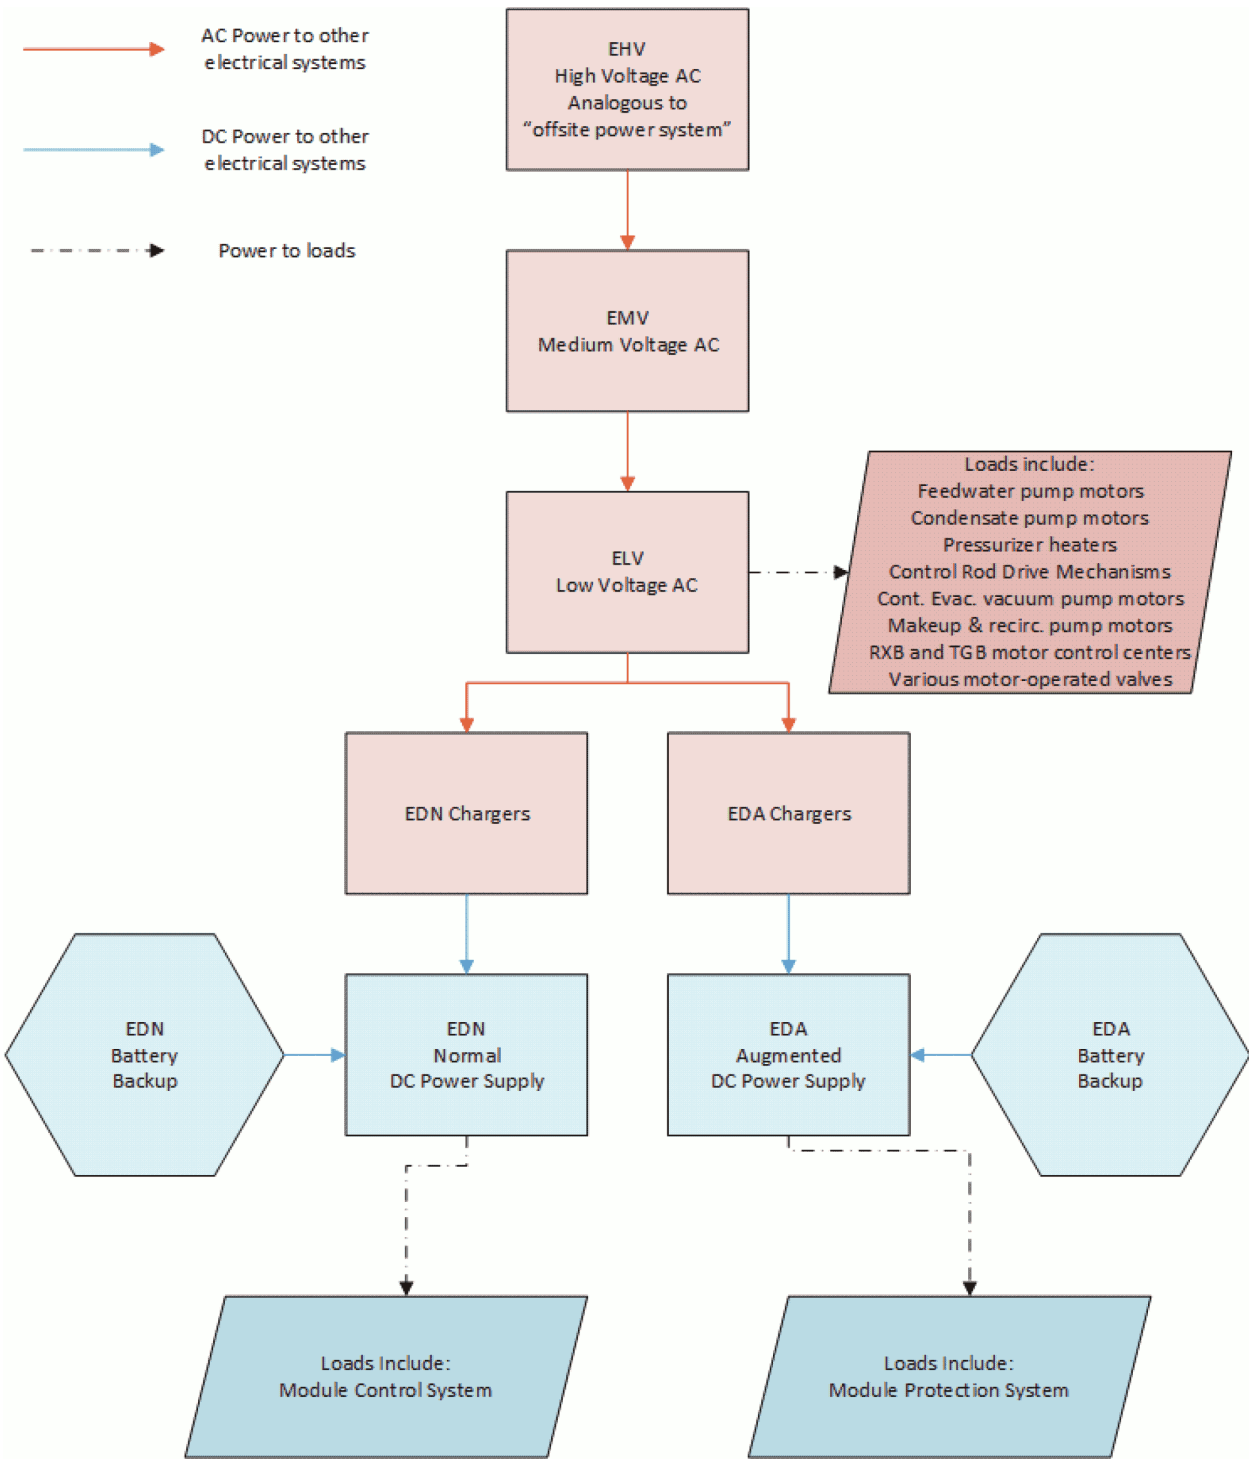 AC Power to other
electrical systems
DC Power to other
electrical systems
Power to loads
EHV
High Voltage AC
Analogous to
“offsite power system”
EMV
Medium Voltage AC
ELV
Low Voltage AC
Loads include:
Feedwater pump motors
Condensate pump motors
Pressurizer heaters
Control Rod Drive Mechanisms
Cont. Evac. vacuum pump motors
Makeup & recirc. pump motors
RXB and TGB motor control centers
Various motor-operated valves
EDN Chargers
EDA Chargers
EDN
Battery
Backup
EDN
Normal
DC Power Supply
EDA
Augmented
DC Power Supply
EDA
Battery
Backup
Loads Include:
Module Control System
Loads Include:
Module Protection System